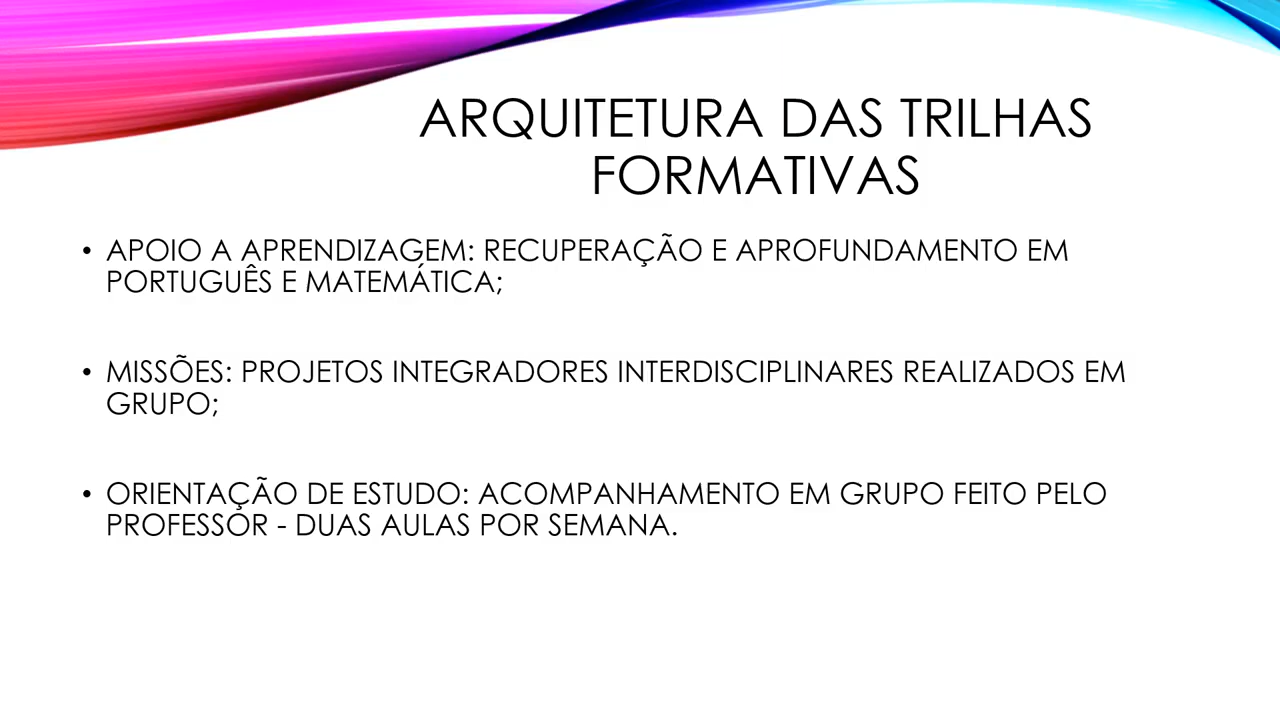 ARQUITETURA DAS TRILHAS
FORMATIVAS
• APOIO A APRENDIZAGEM: RECUPERAÇÃO E APROFUNDAMENTO EM
PORTUGUÊS E MATEMÁTICA;
• MISSÕES: PROJETOS INTEGRADORES INTERDISCIPLINARES REALIZADOS EM
GRUPO;
• ORIENTAÇÃO DE ESTUDO: ACOMPANHAMENTO EM GRUPO FEITO PELO
PROFESSOR - DUAS AULAS POR SEMANA.